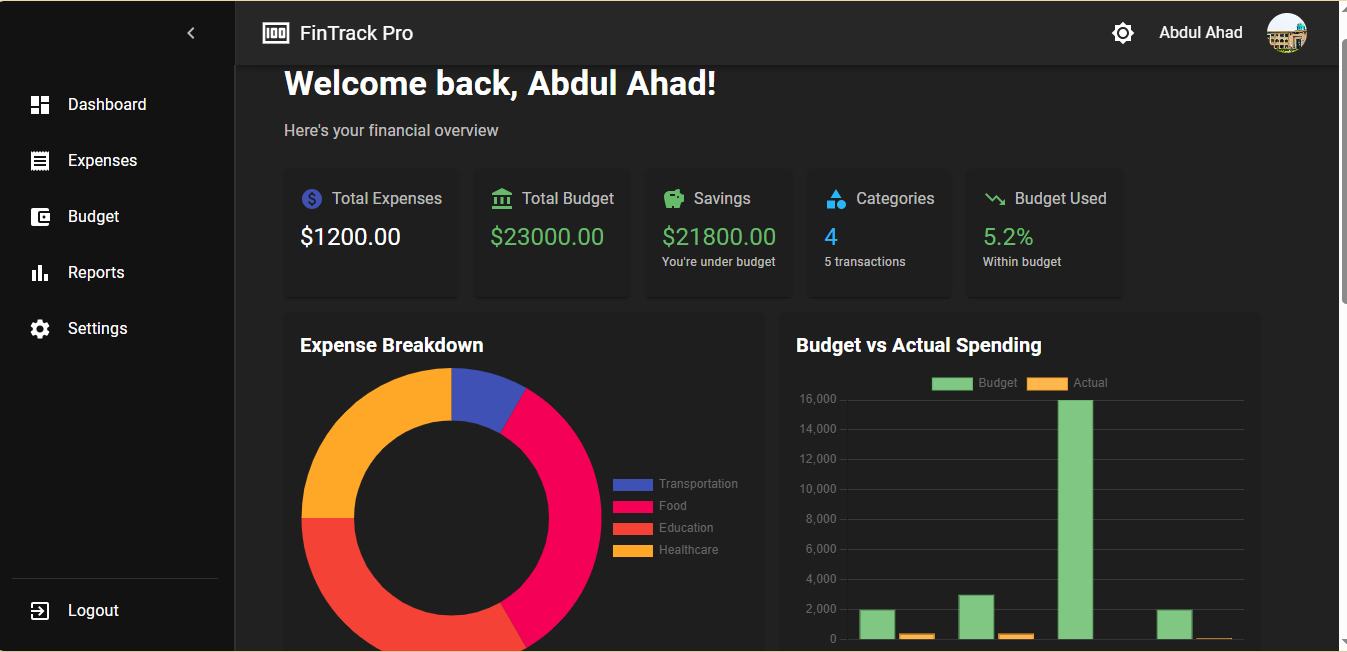 100 FinTrack Pro
Abdul Ahad
Dashboard
Expenses
Budget
Reports
Settings
Logout
Welcome back, Abdul Ahad!
Here's your financial overview
$ Total Expenses
$1200.00
Total Budget
$23000.00
Savings
$21800.00
You're under budget
Categories
4
5 transactions
Budget Used
5.2%
Within budget
Expense Breakdown
Transportation
Food
Education
Healthcare
Budget vs Actual Spending
Budget Actual
16,000
14,000
12,000
10,000
8,000
6,000
4,000
2,000
0